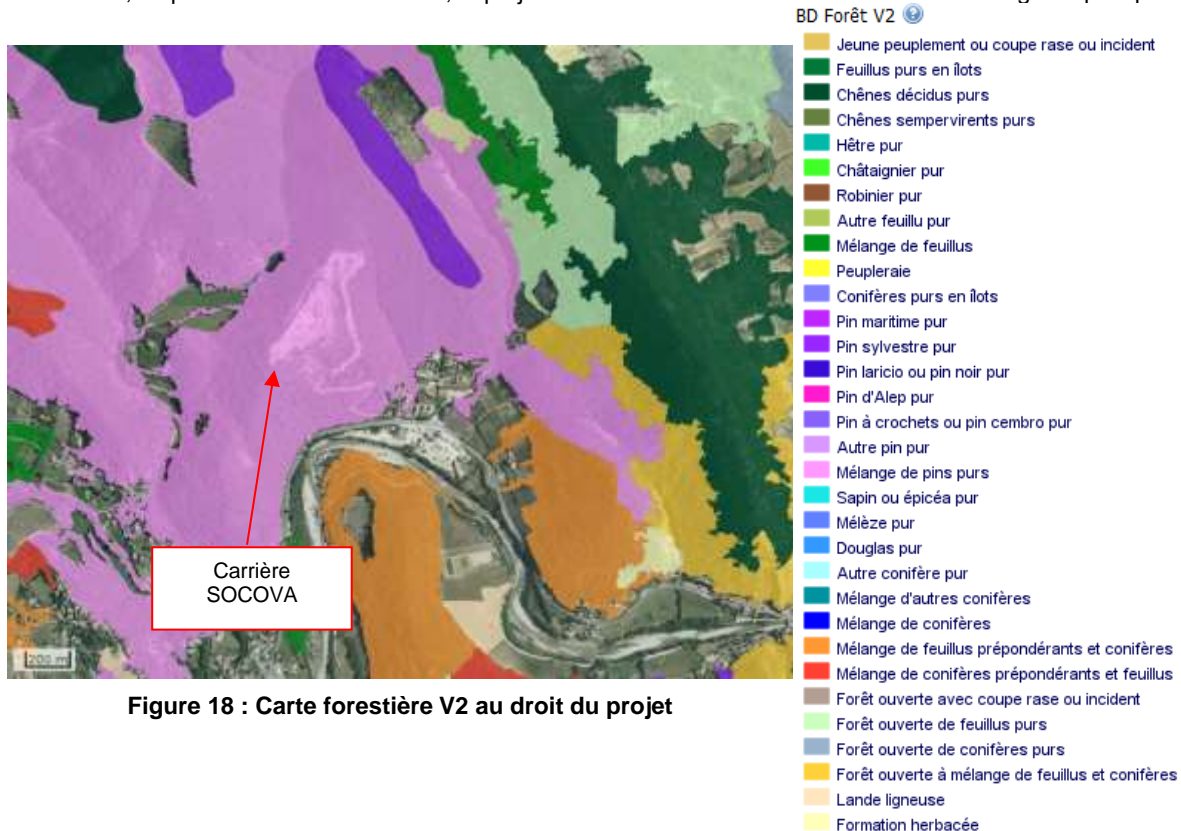 BD Forêt V2
Jeune peuplement ou coupe rase ou incident
Feuillus purs en îlots
Chênes décidus purs
Chênes sempervirents purs
Hêtre pur
Châtaignier pur
Robinier pur
Autre feuillu pur
Mélange de feuillus
Peupleraie
Conifères purs en îlots
Pin maritime pur
Pin sylvestre pur
Pin laricio ou pin noir pur
Pin d'Alep pur
Pin à crochets ou pin cembro pur
Autre pin pur
Mélange de pins purs
Sapin ou épicéa pur
Mélèze pur
Douglas pur
Autre conifère pur
Mélange d'autres conifères
Mélange de conifères
Mélange de feuillus prépondérants et conifères
Mélange de conifères prépondérants et feuillus
Forêt ouverte avec coupe rase ou incident
Forêt ouverte de feuillus purs
Forêt ouverte de conifères purs
Forêt ouverte à mélange de feuillus et conifères
Lande ligneuse
Formation herbacée
Carrière
SOCOVA
200 m
Figure 18 : Carte forestière V2 au droit du projet